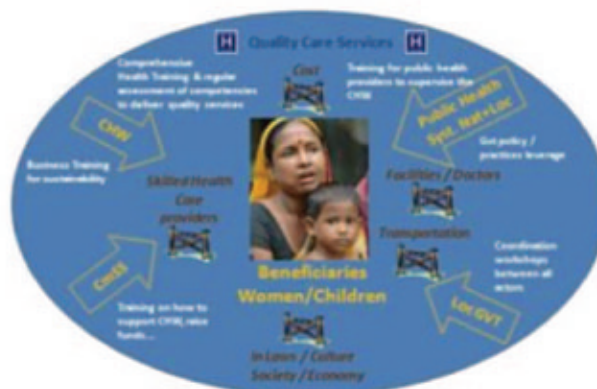 H Quality Care Services H
Comprehensive
Health Training & regular
assessment of competencies
to deliver quality services
Cost
Training for public health
providers to supervise the
CHW
CHW
Public Health
Syst. Nat+Loc
Business Training
for sustainability
Gvt policy /
practices leverage
Skilled Health
Care
providers
Facilities / Doctors
Transportation
Coordination
workshops
between all
actors
Beneficiaries
Women/Children
Training on how to
support CHW, raise
funds...
Loc GVT
In Laws / Culture
Society / Economy